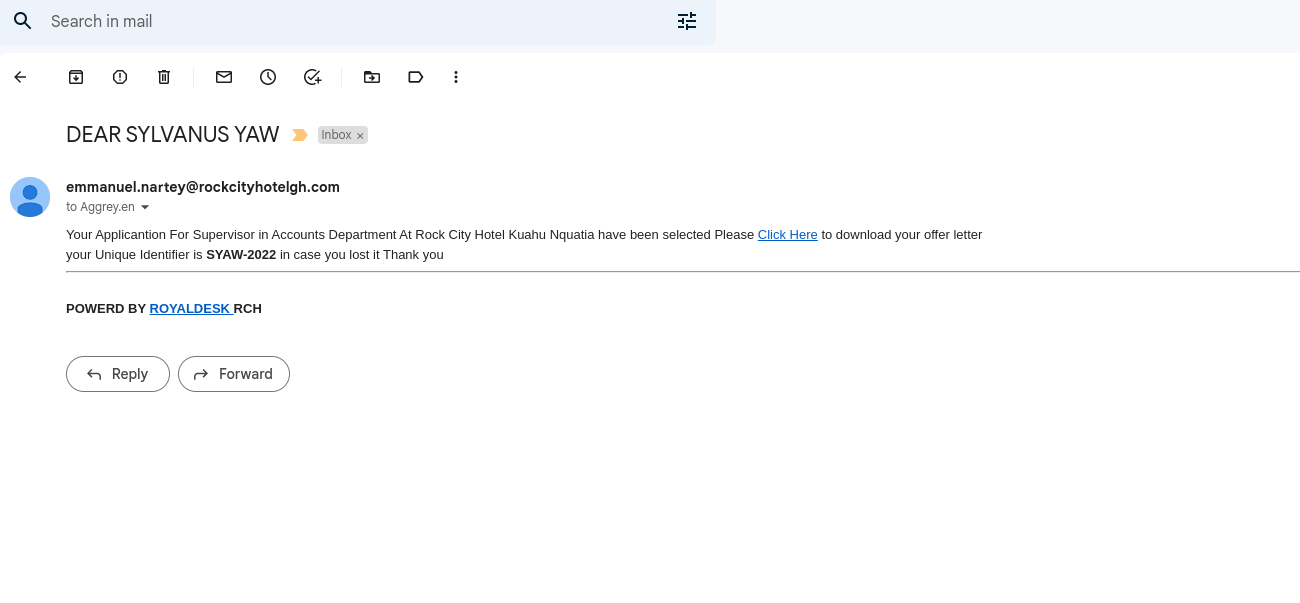 Search in mail
DEAR SYLVANUS YAW Inbox ×
emmanuel.nartey@rockcityhotelgh.com
to Aggrey.en
Your Applicantion For Supervisor in Accounts Department At Rock City Hotel Kuahu Nquatia have been selected Please Click Here to download your offer letter
your Unique Identifier is SYAW-2022 in case you lost it Thank you
POWERD BY ROYALDESK RCH
Reply Forward